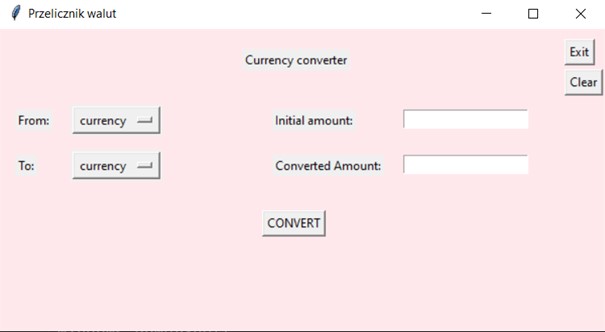 Przelicznik walut
Exit
Currency converter
Clear
From: currency Initial amount:
To: currency Converted Amount:
CONVERT